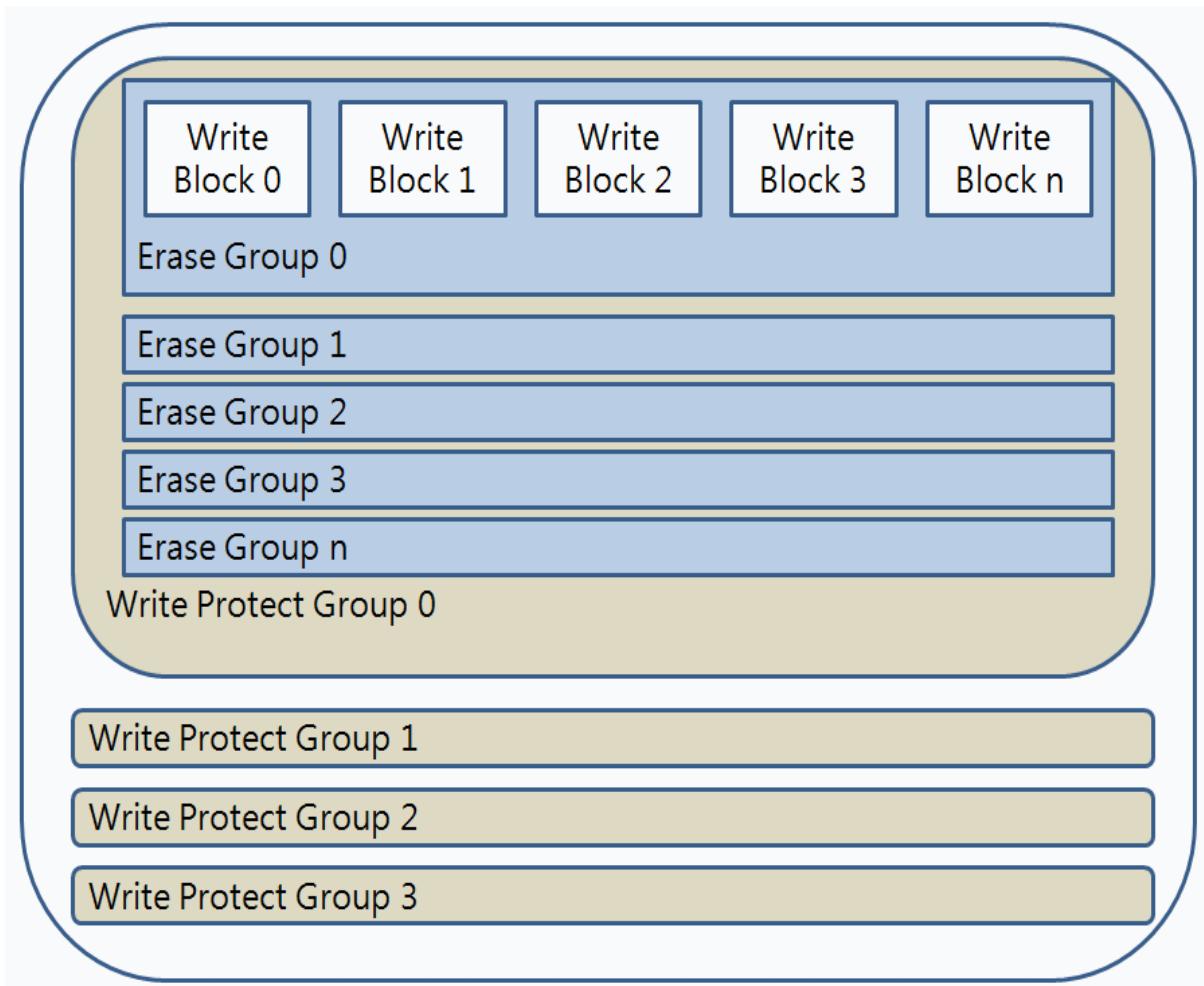 Write
Block 0
Write
Block 1
Write
Block 2
Write
Block 3
Write
Block n
Erase Group 0
Erase Group 1
Erase Group 2
Erase Group 3
Erase Group n
Write Protect Group 0
Write Protect Group 1
Write Protect Group 2
Write Protect Group 3